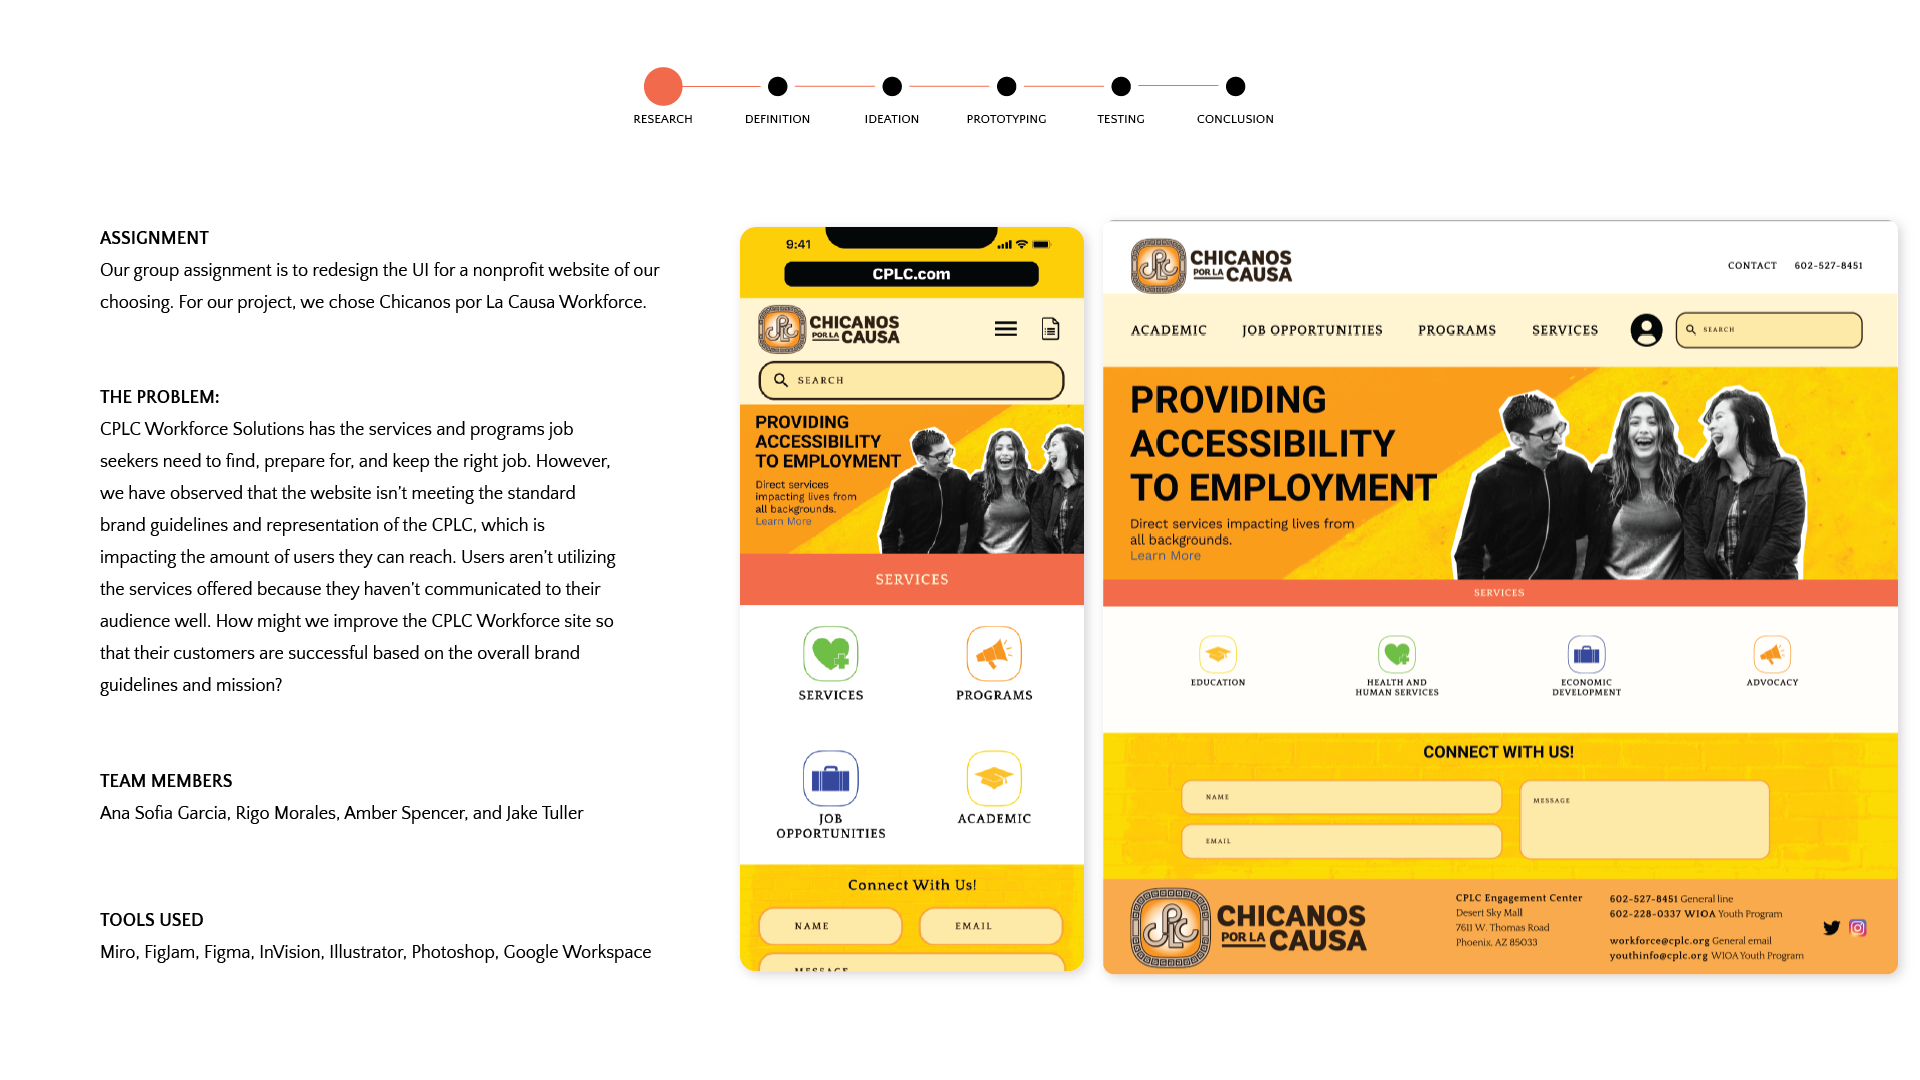 RESEARCH
DEFINITION
IDEATION
PROTOTYPING
TESTING
CONCLUSION
ASSIGNMENT
Our group assignment is to redesign the UI for a nonprofit website of our
choosing. For our project, we chose Chicanos por La Causa Workforce.
THE PROBLEM:
CPLC Workforce Solutions has the services and programs job
seekers need to find, prepare for, and keep the right job. However,
we have observed that the website isn't meeting the standard
brand guidelines and representation of the CPLC, which is
impacting the amount of users they can reach. Users aren't utilizing
the services offered because they haven't communicated to their
audience well. How might we improve the CPLC Workforce site so
that their customers are successful based on the overall brand
guidelines and mission?
TEAM MEMBERS
Ana Sofia Garcia, Rigo Morales, Amber Spencer, and Jake Tuller
TOOLS USED
Miro, FigJam, Figma, InVision, Illustrator, Photoshop, Google Workspace
9:41
CPLC.com
CPLC
CHICANOS
POR LA
CAUSA
SEARCH
PROVIDING
ACCESSIBILITY
TO EMPLOYMENT
Direct services
impacting lives from
all backgrounds.
Learn More
SERVICES
SERVICES
PROGRAMS
JOB
OPPORTUNITIES
ACADEMIC
Connect With Us!
NAME
EMAIL
MESSAGE
CPLC
CHICANOS
POR LA
CAUSA
CONTACT
602-527-8451
ACADEMIC
JOB OPPORTUNITIES
PROGRAMS
SERVICES
SEARCH
PROVIDING
ACCESSIBILITY
TO EMPLOYMENT
Direct services impacting lives from
all backgrounds.
Learn More
SERVICES
EDUCATION
HEALTH AND
HUMAN SERVICES
ECONOMIC
DEVELOPMENT
ADVOCACY
CONNECT WITH US!
NAME
EMAIL
MESSAGE
CPLC
CHICANOS
POR LA
CAUSA
CPLC Engagement Center
Desert Sky Mall
7611 W. Thomas Road
Phoenix, AZ 85033
602-527-8451 General line
602-228-0337 WIOA Youth Program
workforce@cplc.org General email
youthinfo@cplc.org WIOA Youth Program